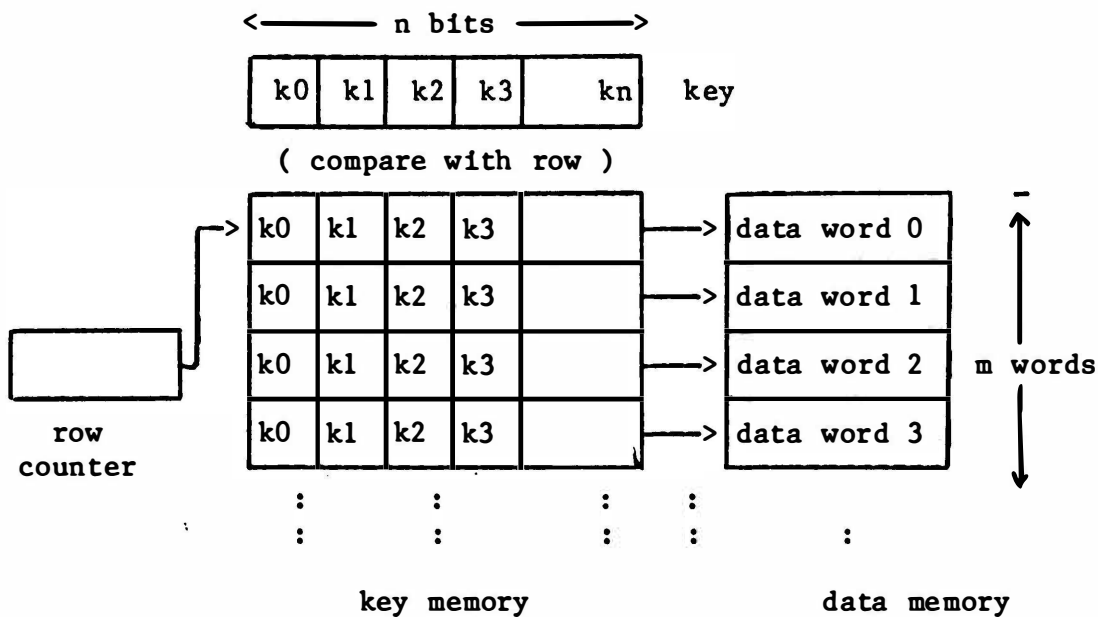 n bits
k0 k1 k2 k3 kn key
( compare with row )
k0 k1 k2 k3 data word 0
k0 k1 k2 k3 data word 1
k0 k1 k2 k3 data word 2
m words
k0 k1 k2 k3 data word 3
row
counter
key memory data memory